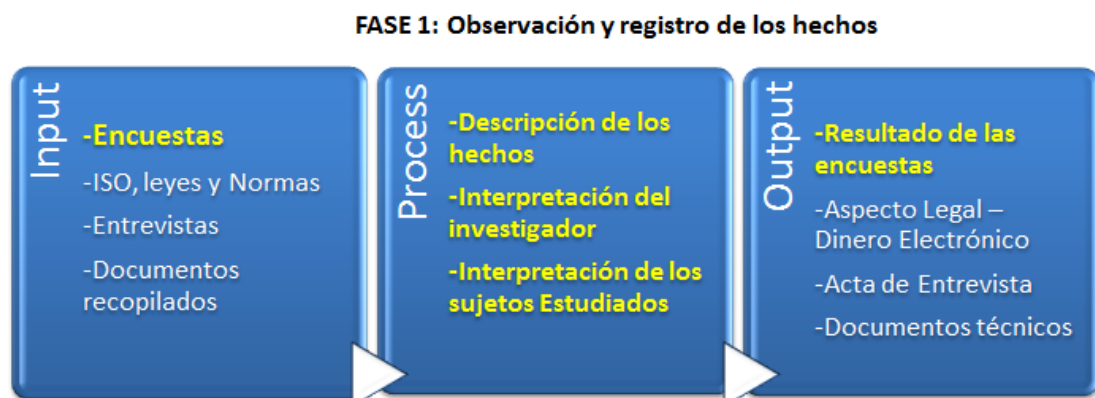 FASE 1: Observación y registro de los hechos
Input
-Encuestas
-ISO, leyes y Normas
-Entrevistas
-Documentos
recopilados
Process
-Descripción de los
hechos
-Interpretación del
investigador
-Interpretación de los
sujetos Estudiados
Output
-Resultado de las
encuestas
-Aspecto Legal –
Dinero Electrónico
-Acta de Entrevista
-Documentos técnicos